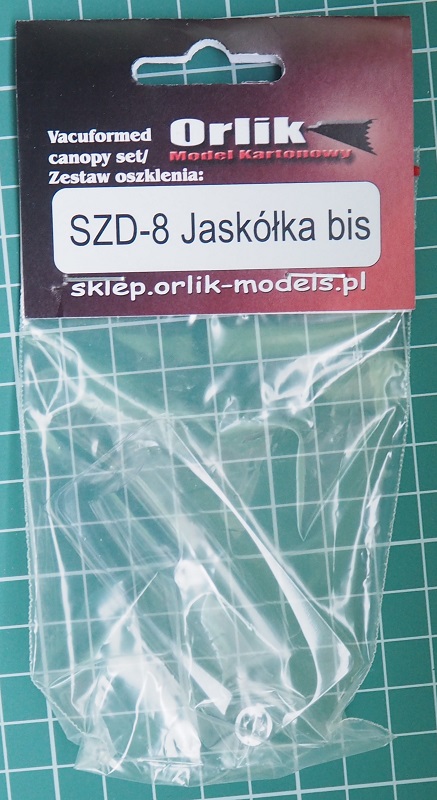 Vacuformed
canopy set/
Zestaw oszklenia:
Orlik
Model Kartonowy
SZD-8 Jaskółka bis
sklep.orlik-models.pl